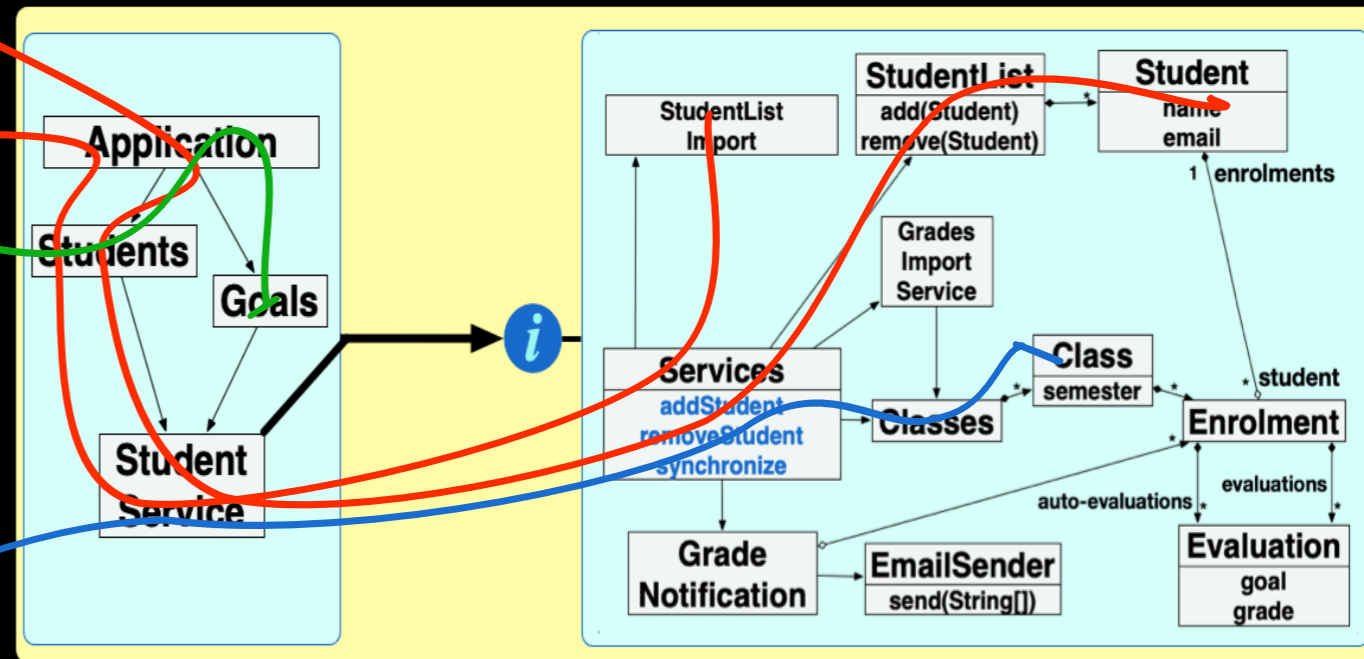 Application
Students
Goals
Student
Service
i
StudentList
Import
StudentList
add(Student)
remove(Student)
*
Student
name
email
1 enrolments
Grades
Import
Service
Services
addStudent
removeStudent
synchronize
Classes
*
Class
semester
*
* student
Enrolment
*
auto-evaluations *
evaluations
*
Grade
Notification
EmailSender
send(String[])
Evaluation
goal
grade